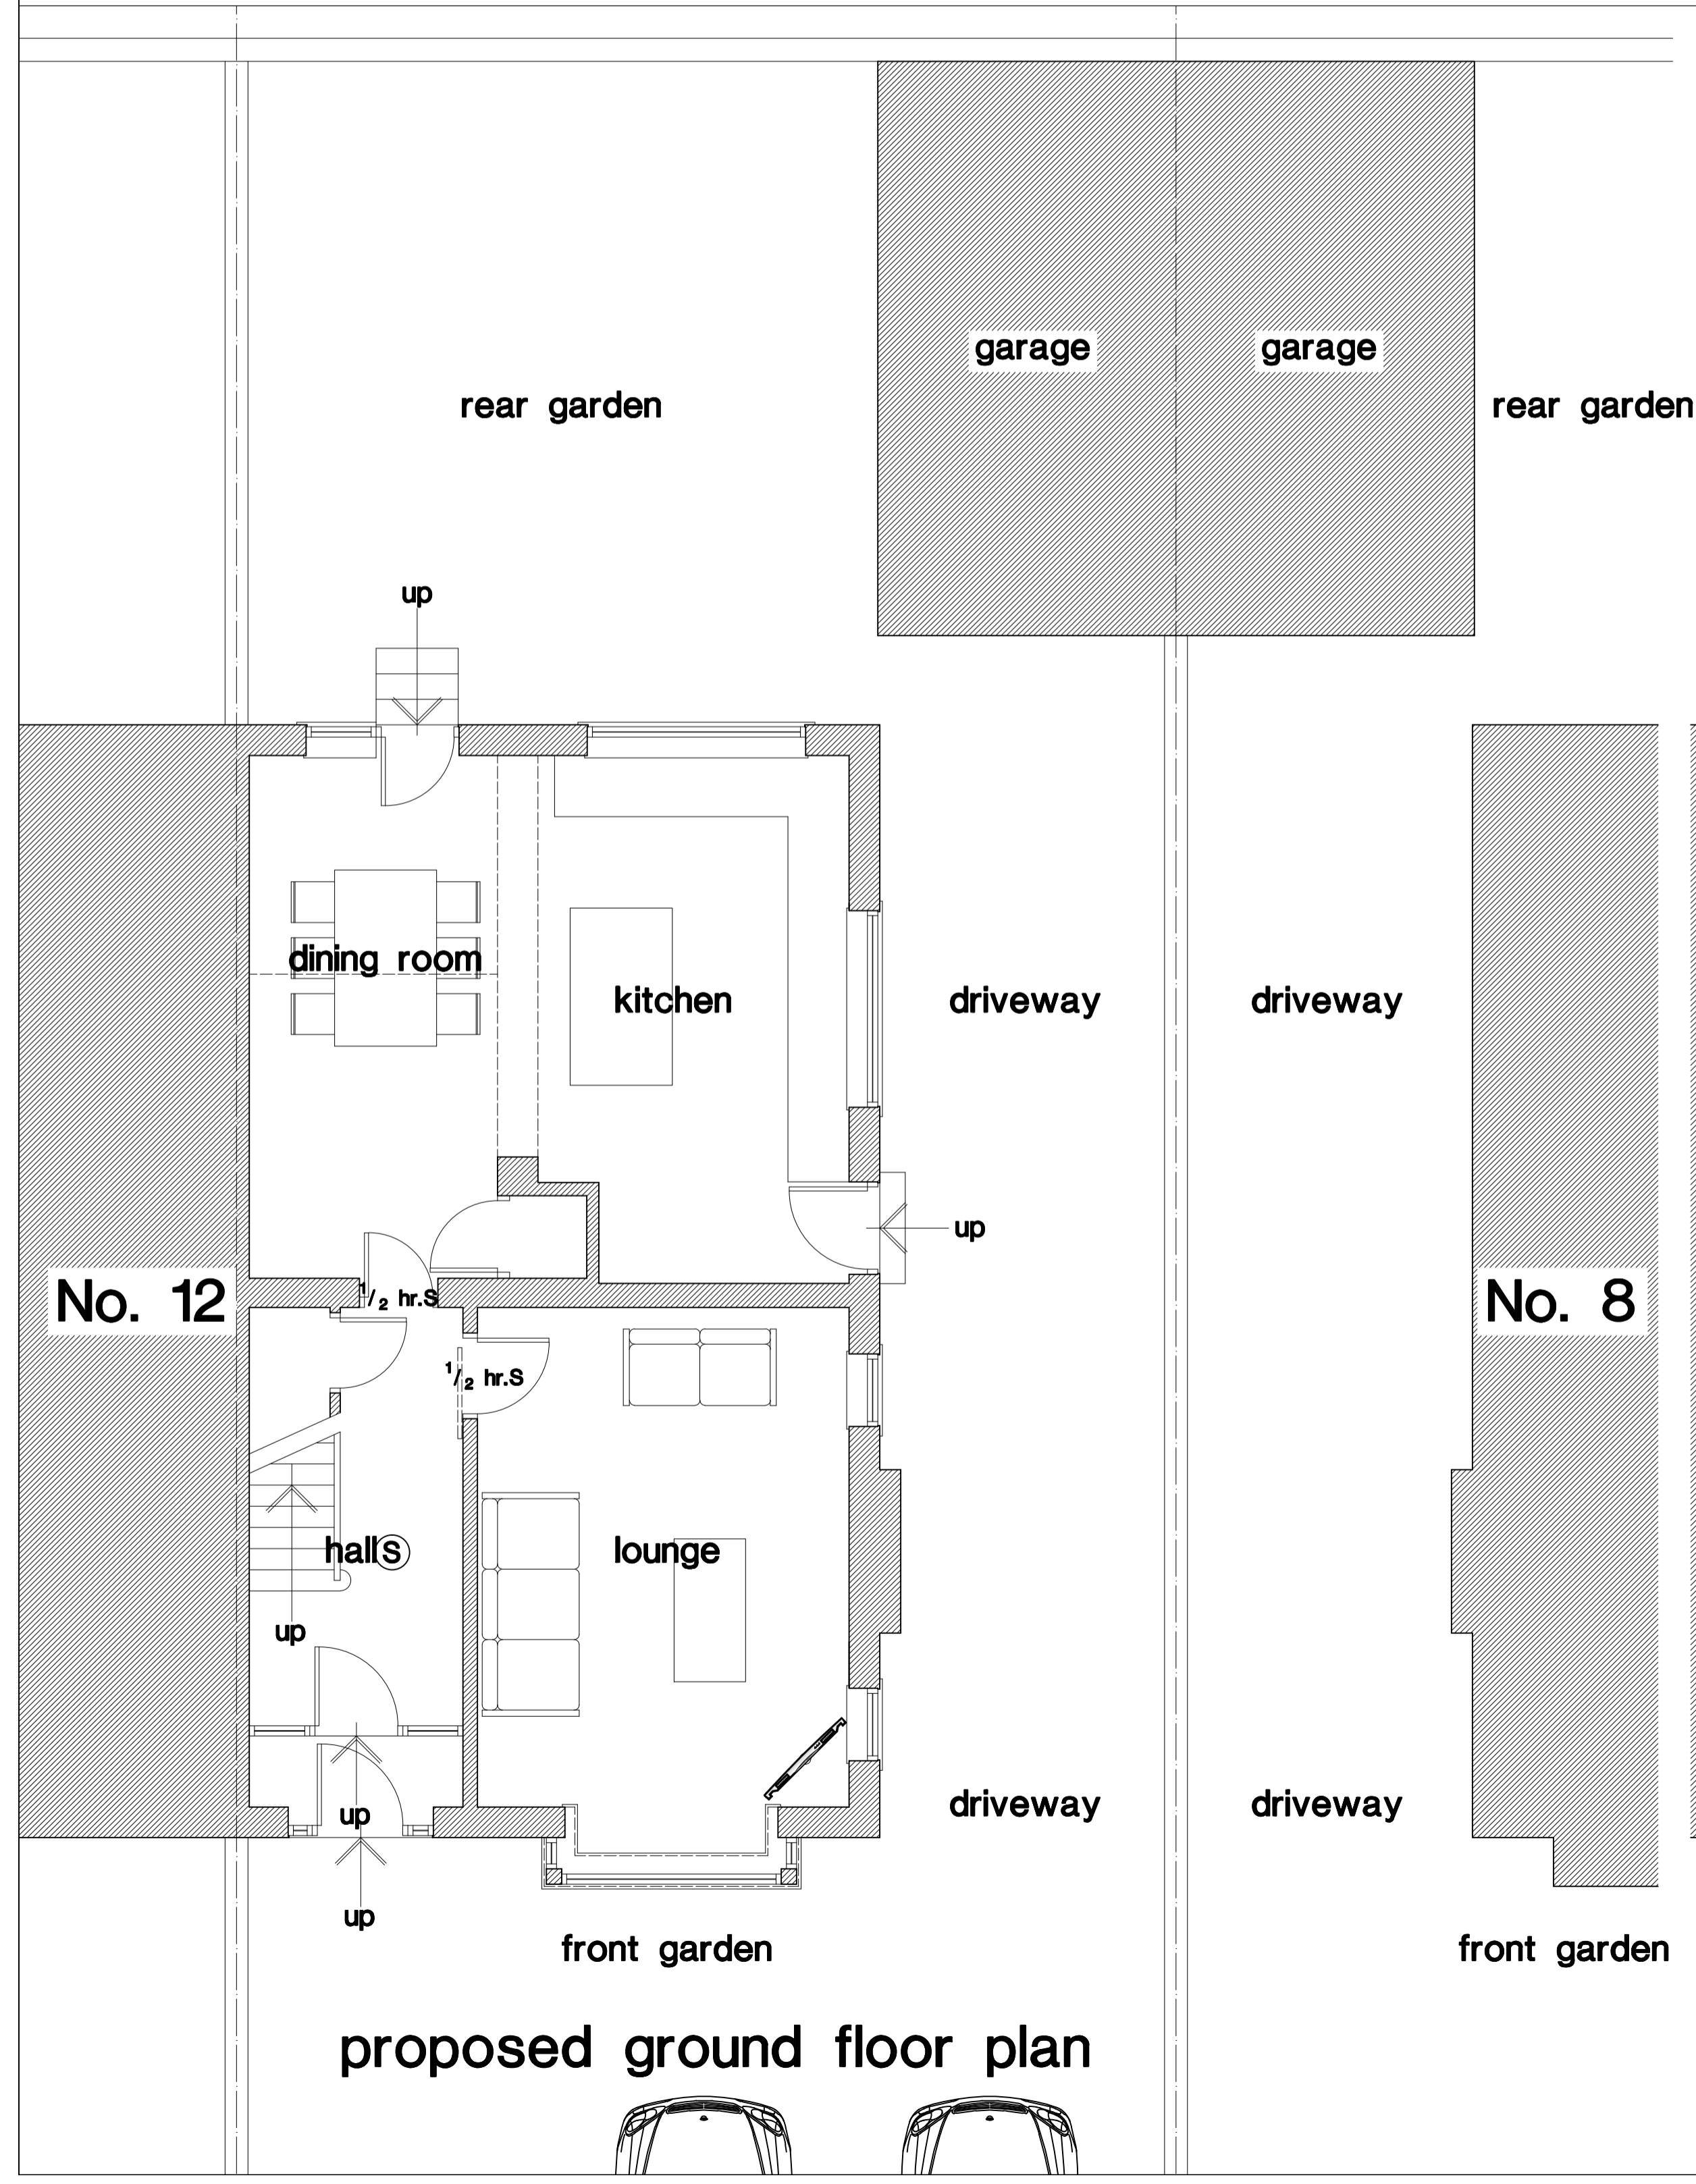 garage garage
rear garden rear garden
up
dining room
kitchen driveway driveway
up
No. 12 1/2 hr.S No. 8
1/2 hr.S
hall S lounge
up
driveway driveway
up
up
front garden front garden
proposed ground floor plan